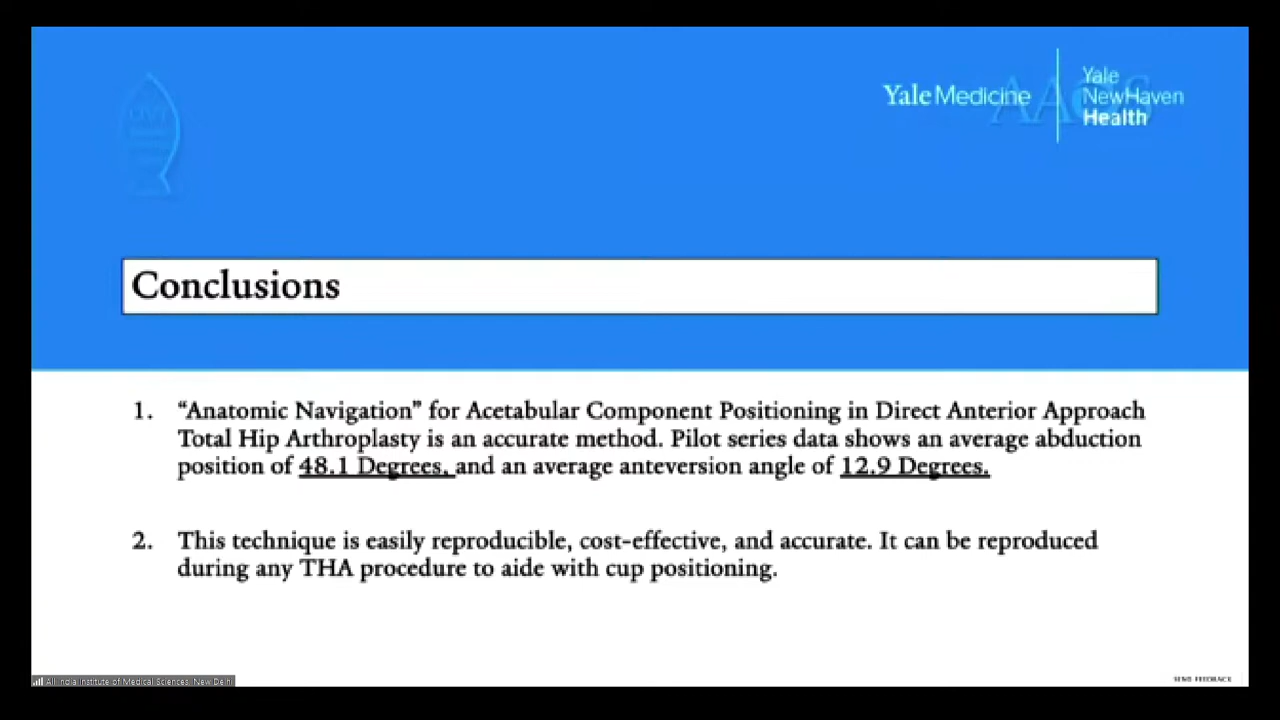 Yale Medicine
Yale
NewHaven
Health
AAOS
Conclusions
1. “Anatomic Navigation” for Acetabular Component Positioning in Direct Anterior Approach
Total Hip Arthroplasty is an accurate method. Pilot series data shows an average abduction
position of 48.1 Degrees, and an average anteversion angle of 12.9 Degrees.
2. This technique is easily reproducible, cost-effective, and accurate. It can be reproduced
during any THA procedure to aide with cup positioning.
All India Institute of Medical Sciences, New Delhi
SEND FEEDBACK